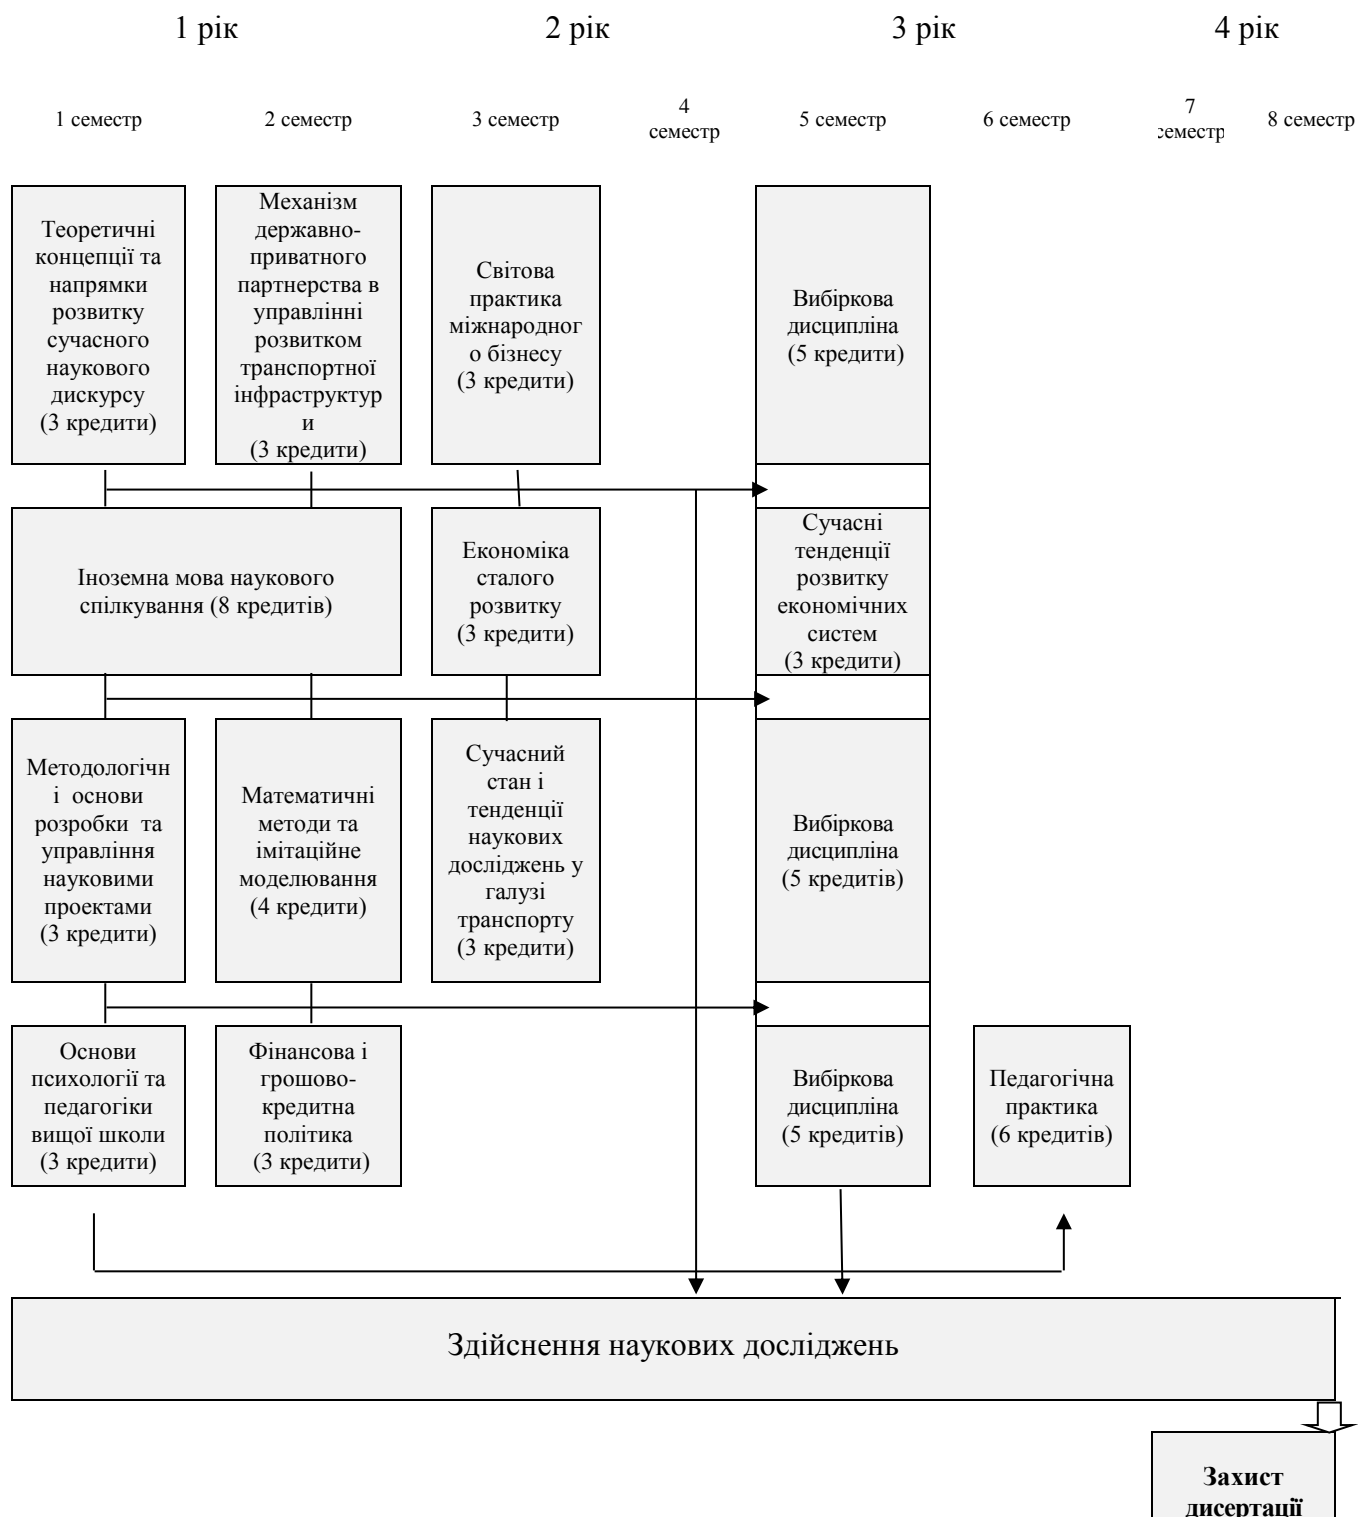 1 рік
2 рік
3 рік
4 рік
1 семестр
2 семестр
3 семестр
4
семестр
5 семестр
6 семестр
7
семестр
8 семестр
Теоретичні
концепції та
напрямки
розвитку
сучасного
наукового
дискурсу
(3 кредити)
Механізм
державно-
приватного
партнерства в
управлінні
розвитком
транспортної
інфраструктур
и
(3 кредити)
Світова
практика
міжнародног
о бізнесу
(3 кредити)
Вибіркова
дисципліна
(5 кредити)
Іноземна мова наукового
спілкування (8 кредитів)
Економіка
сталого
розвитку
(3 кредити)
Сучасні
тенденції
розвитку
економічних
систем
(3 кредити)
Методологічн
і основи
розробки та
управління
науковими
проектами
(3 кредити)
Математичні
методи та
імітаційне
моделювання
(4 кредити)
Сучасний
стан і
тенденції
наукових
досліджень у
галузі
транспорту
(3 кредити)
Вибіркова
дисципліна
(5 кредитів)
Основи
психології та
педагогіки
вищої школи
(3 кредити)
Фінансова і
грошово-
кредитна
політика
(3 кредити)
Вибіркова
дисципліна
(5 кредитів)
Педагогічна
практика
(6 кредитів)
Здійснення наукових досліджень
Захист
дисертації